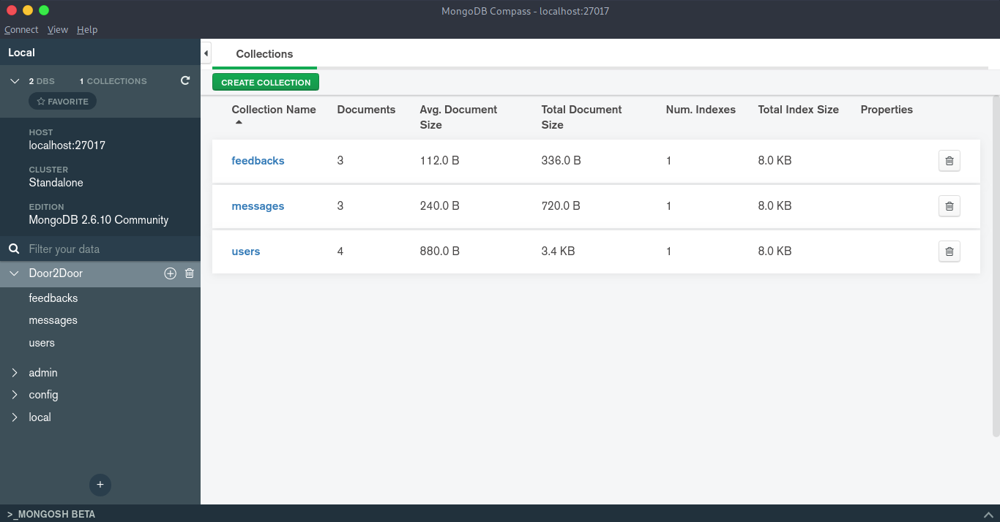 MongoDB Compass - localhost:27017
Connect View Help
Local
2 DBS 1 COLLECTIONS
FAVORITE
HOST
localhost:27017
CLUSTER
Standalone
EDITION
MongoDB 2.6.10 Community
Filter your data
Door2Door
feedbacks
messages
users
admin
config
local
+
Collections
CREATE COLLECTION
Collection Name Documents Avg. Document Size Total Document Size Num. Indexes Total Index Size Properties
feedbacks 3 112.0 B 336.0 B 1 8.0 KB
messages 3 240.0 B 720.0 B 1 8.0 KB
users 4 880.0 B 3.4 KB 1 8.0 KB
>_MONGOSH BETA